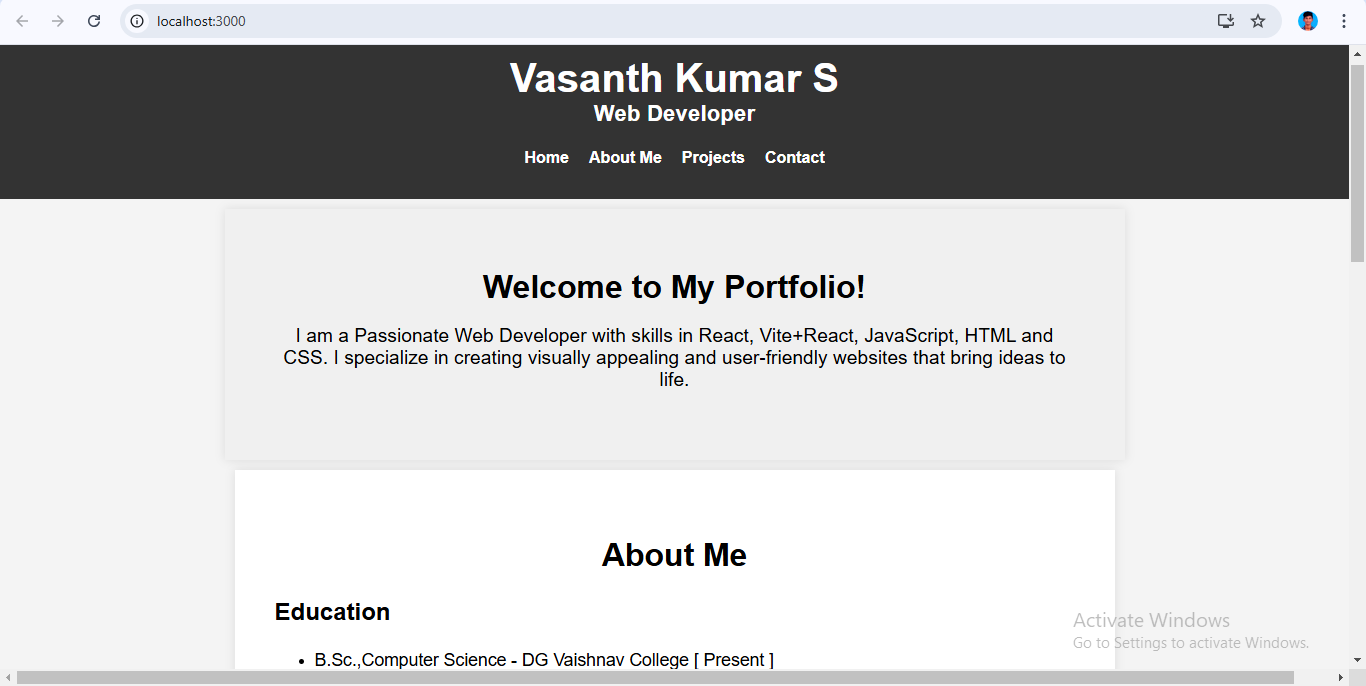 localhost:3000
Vasanth Kumar S
Web Developer
Home About Me Projects Contact
Welcome to My Portfolio!
I am a Passionate Web Developer with skills in React, Vite+React, JavaScript, HTML and
CSS. I specialize in creating visually appealing and user-friendly websites that bring ideas to
life.
About Me
Education
• B.Sc.,Computer Science - DG Vaishnav College [ Present ]
Activate Windows
Go to Settings to activate Windows.